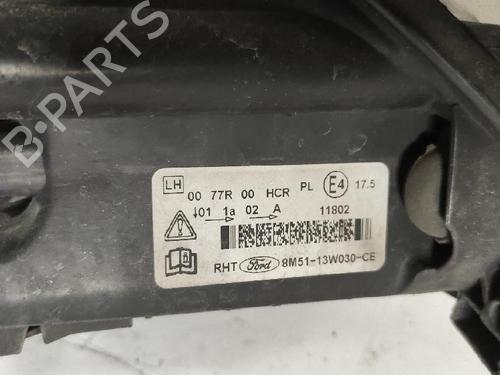 B-PARTS
LH 00 77R 00 HCR PL E4 17.5
01 1a 02 A 11802
RHT Ford 8M51-13W030-CE